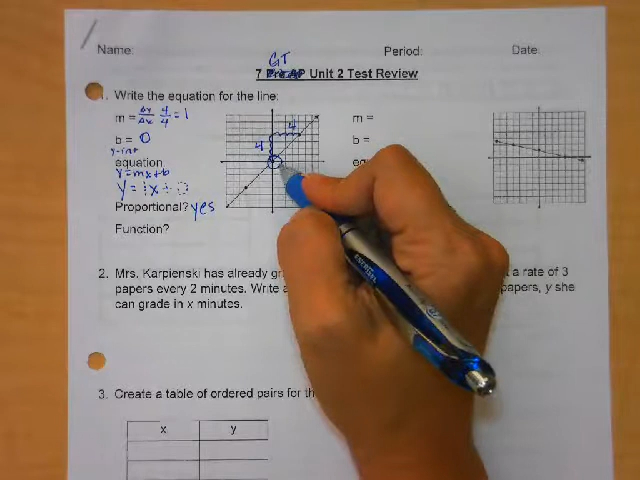 Name: Period: Date:
GT
7 Pre AP Unit 2 Test Review
1. Write the equation for the line:
m = Δy/Δx 4/4 = 1
m =
b = 0
b =
y-int
equation
eq
y = mx + b
y = 1x + 0
Proportional? yes
Function?
4
4
2. Mrs. Karpienski has already gr t a rate of 3
papers every 2 minutes. Write a papers, y she
can grade in x minutes.
3. Create a table of ordered pairs for th
x y